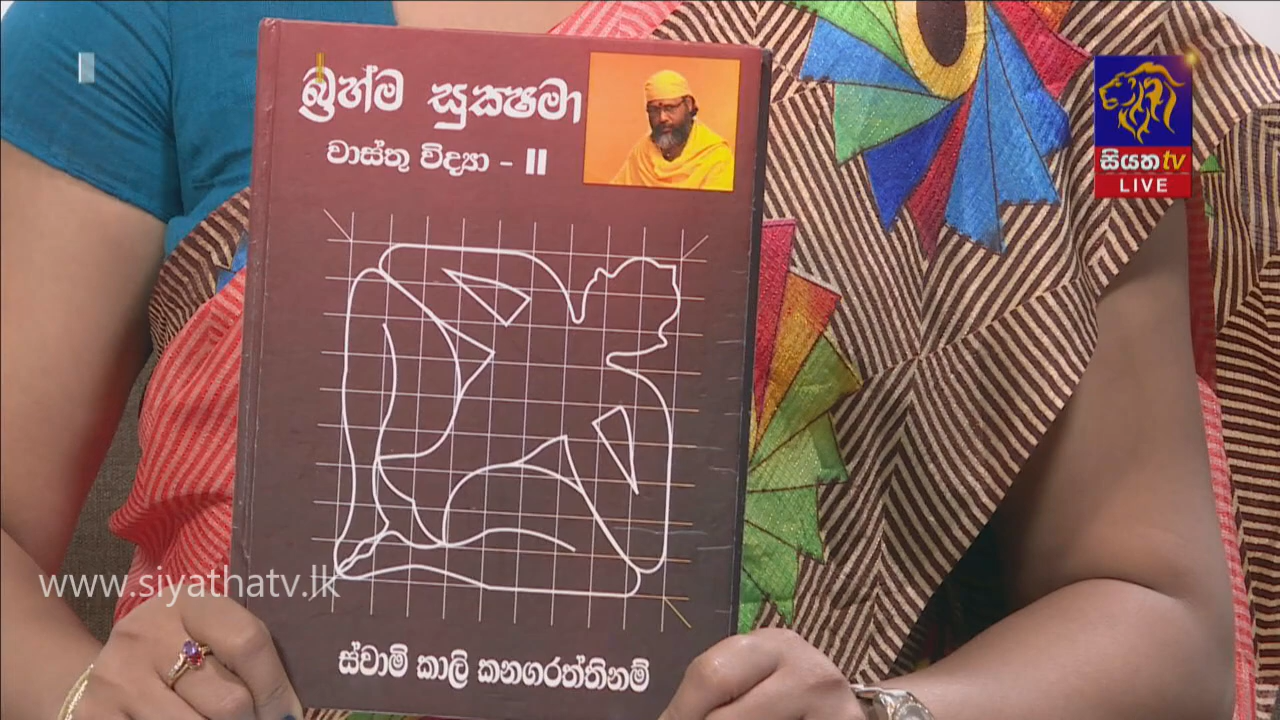 බ්‍රහ්ම සුක්ෂමා
වාස්තු විද්‍යා - II
ස්වාමි කාලි කනගරත්තිනම්
සියත tv
LIVE
www.siyathatv.lk